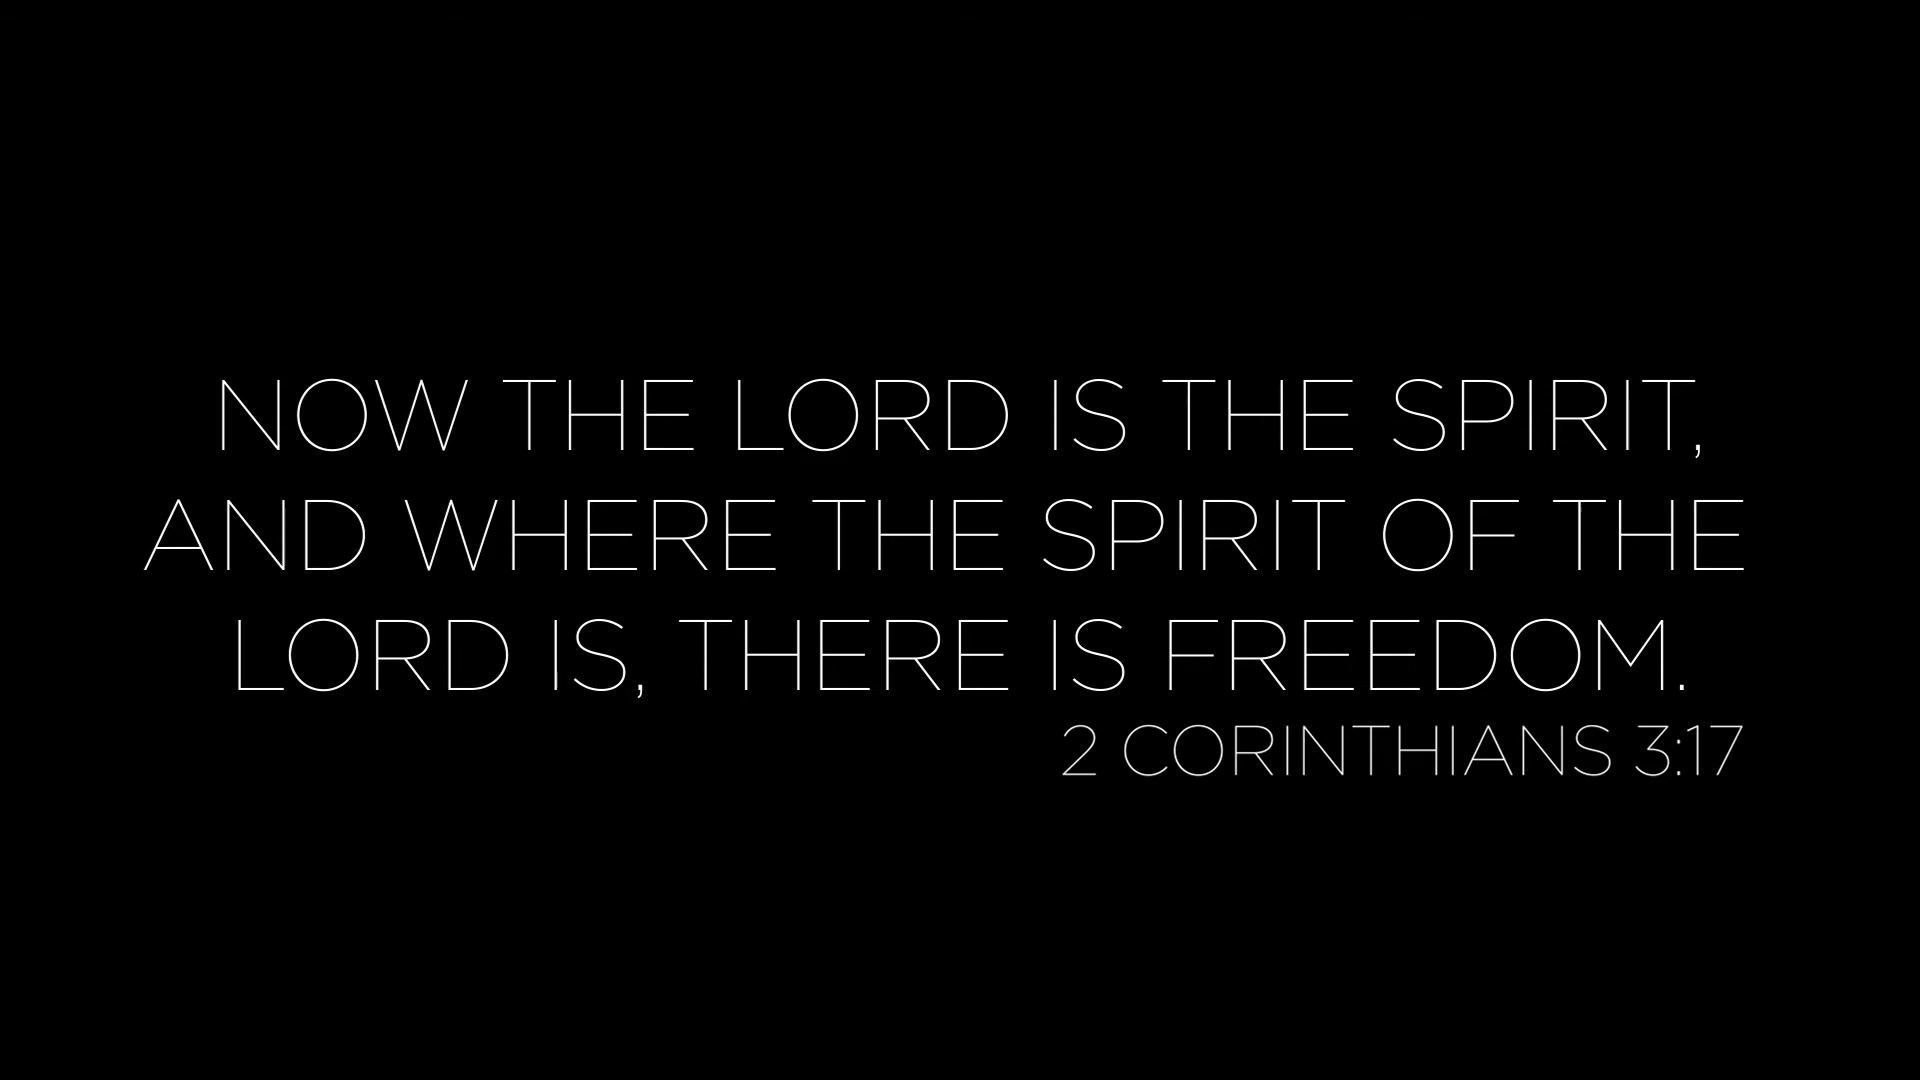 NOW THE LORD IS THE SPIRIT,
AND WHERE THE SPIRIT OF THE
LORD IS, THERE IS FREEDOM.
2 CORINTHIANS 3:17